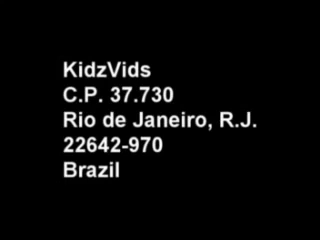 KidzVids
C.P. 37.730
Rio de Janeiro, R.J.
22642-970
Brazil